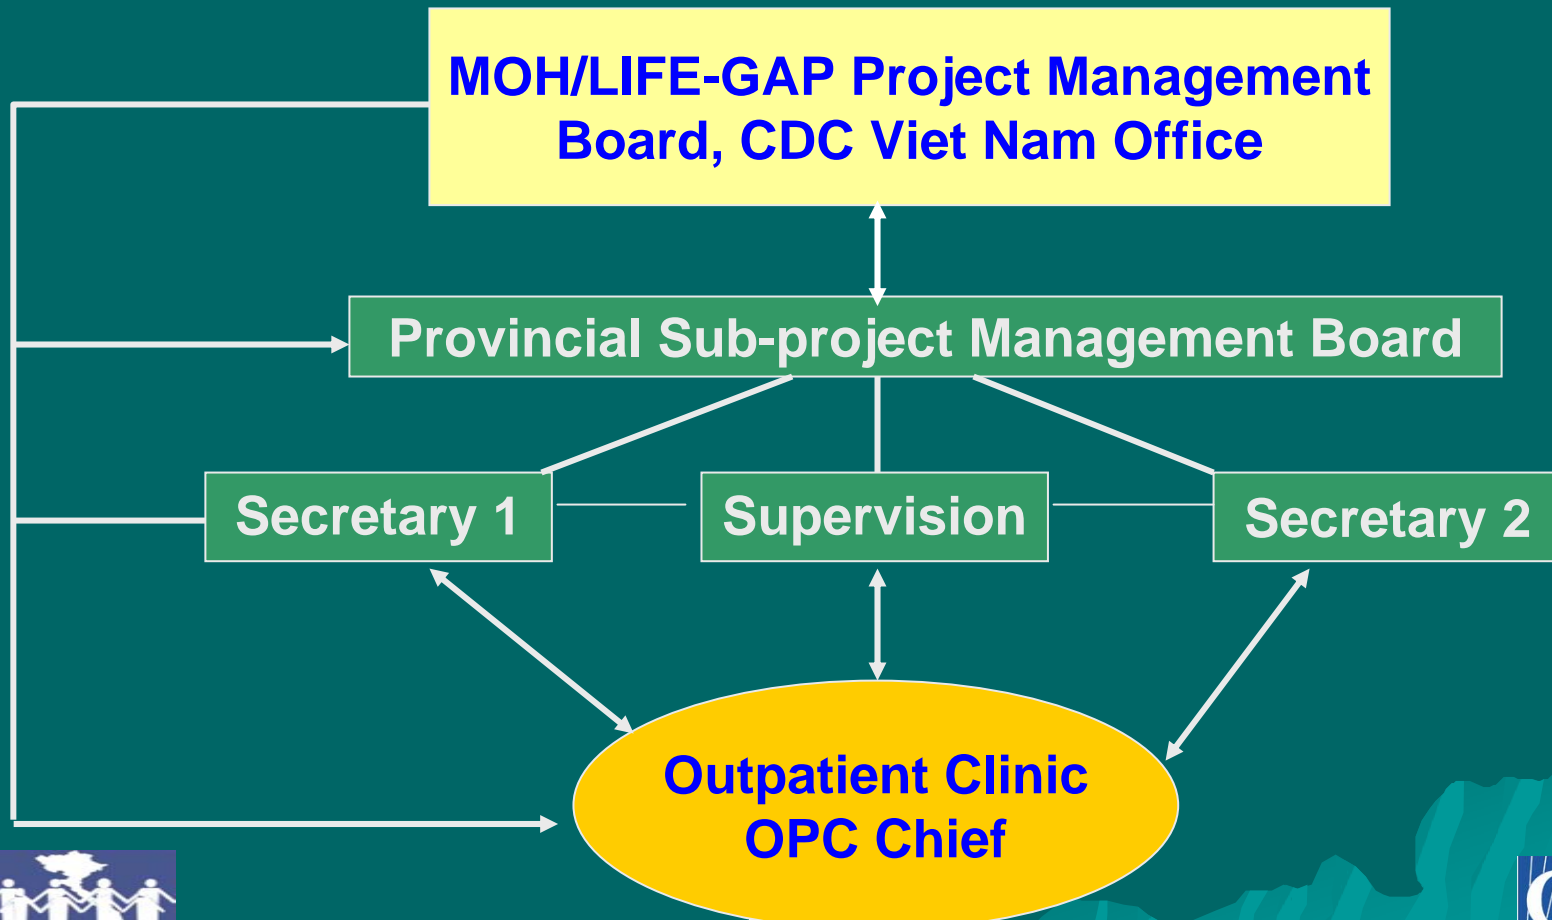 MOH/LIFE-GAP Project Management
Board, CDC Viet Nam Office
Provincial Sub-project Management Board
Secretary 1
Supervision
Secretary 2
Outpatient Clinic
OPC Chief